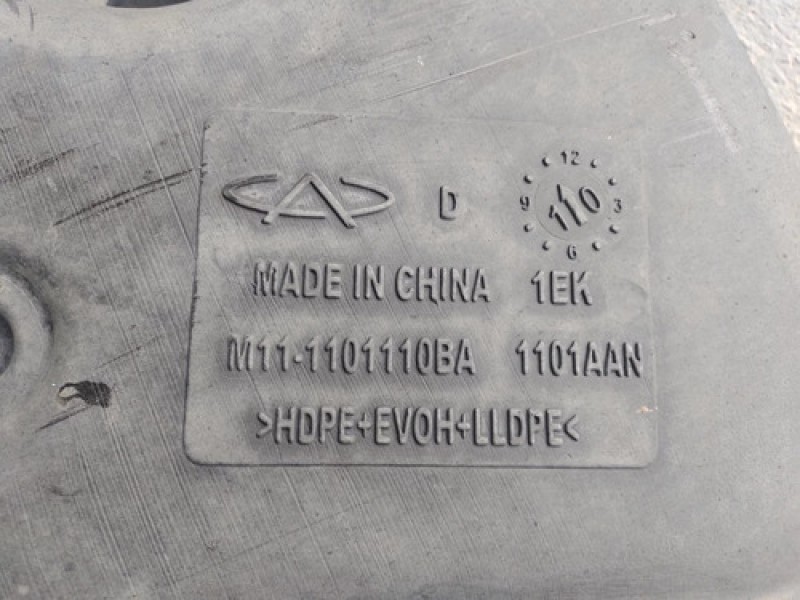 D
12
3
6
9
110
MADE IN CHINA 1EK
M11-1101110BA 1101AAN
>HDPE+EVOH+LLDPE<